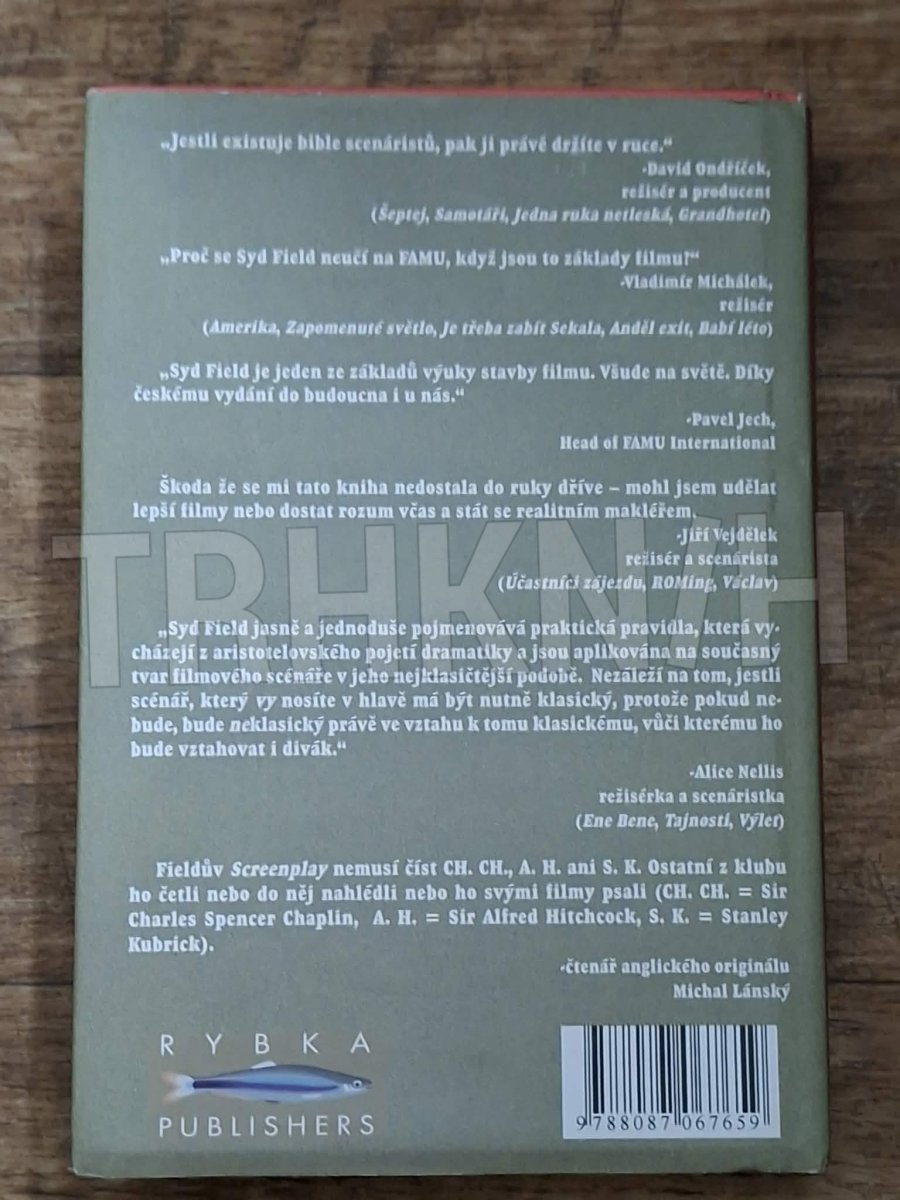 „Jestli existuje bible scenáristů, pak ji právě držíte v ruce.“
-David Ondříček,
režisér a producent
(Šeptej, Samotáři, Jedna ruka netleská, Grandhotel)
„Proč se Syd Field neučí na FAMU, když jsou to základy filmu!“
-Vladimír Michálek,
režisér
(Amerika, Zapomenuté světlo, Je třeba zabít Sekala, Anděl exit, Babí léto)
„Syd Field je jeden ze základů výuky stavby filmu. Všude na světě. Díky
českému vydání do budoucna i u nás.“
-Pavel Jech,
Head of FAMU International
Škoda že se mi tato kniha nedostala do ruky dříve – mohl jsem udělat
lepší filmy nebo dostat rozum včas a stát se realitním makléřem.
-Jiří Vejdělek
režisér a scenárista
(Účastníci zájezdu, ROMing, Václav)
TRHKNI/H
„Syd Field jasně a jednoduše pojmenovává praktická pravidla, která vy-
cházejí z aristotelovského pojetí dramatiky a jsou aplikována na současný
tvar filmového scénáře v jeho nejklasičtější podobě. Nezáleží na tom, jestli
scénář, který vy nosíte v hlavě má být nutně klasický, protože pokud ne-
bude, bude neklasický právě ve vztahu k tomu klasickému, vůči kterému ho
bude vztahovat i divák.“
-Alice Nellis
režisérka a scenáristka
(Ene Bene, Tajnosti, Výlet)
Fieldův Screenplay nemusí číst CH. CH., A. H. ani S. K. Ostatní z klubu
ho četli nebo do něj nahlédli nebo ho svými filmy psali (CH. CH. = Sir
Charles Spencer Chaplin, A. H. = Sir Alfred Hitchcock, S. K. = Stanley
Kubrick).
-čtenář anglického originálu
Michal Lánský
RYBKA
PUBLISHERS
9 788087 067659